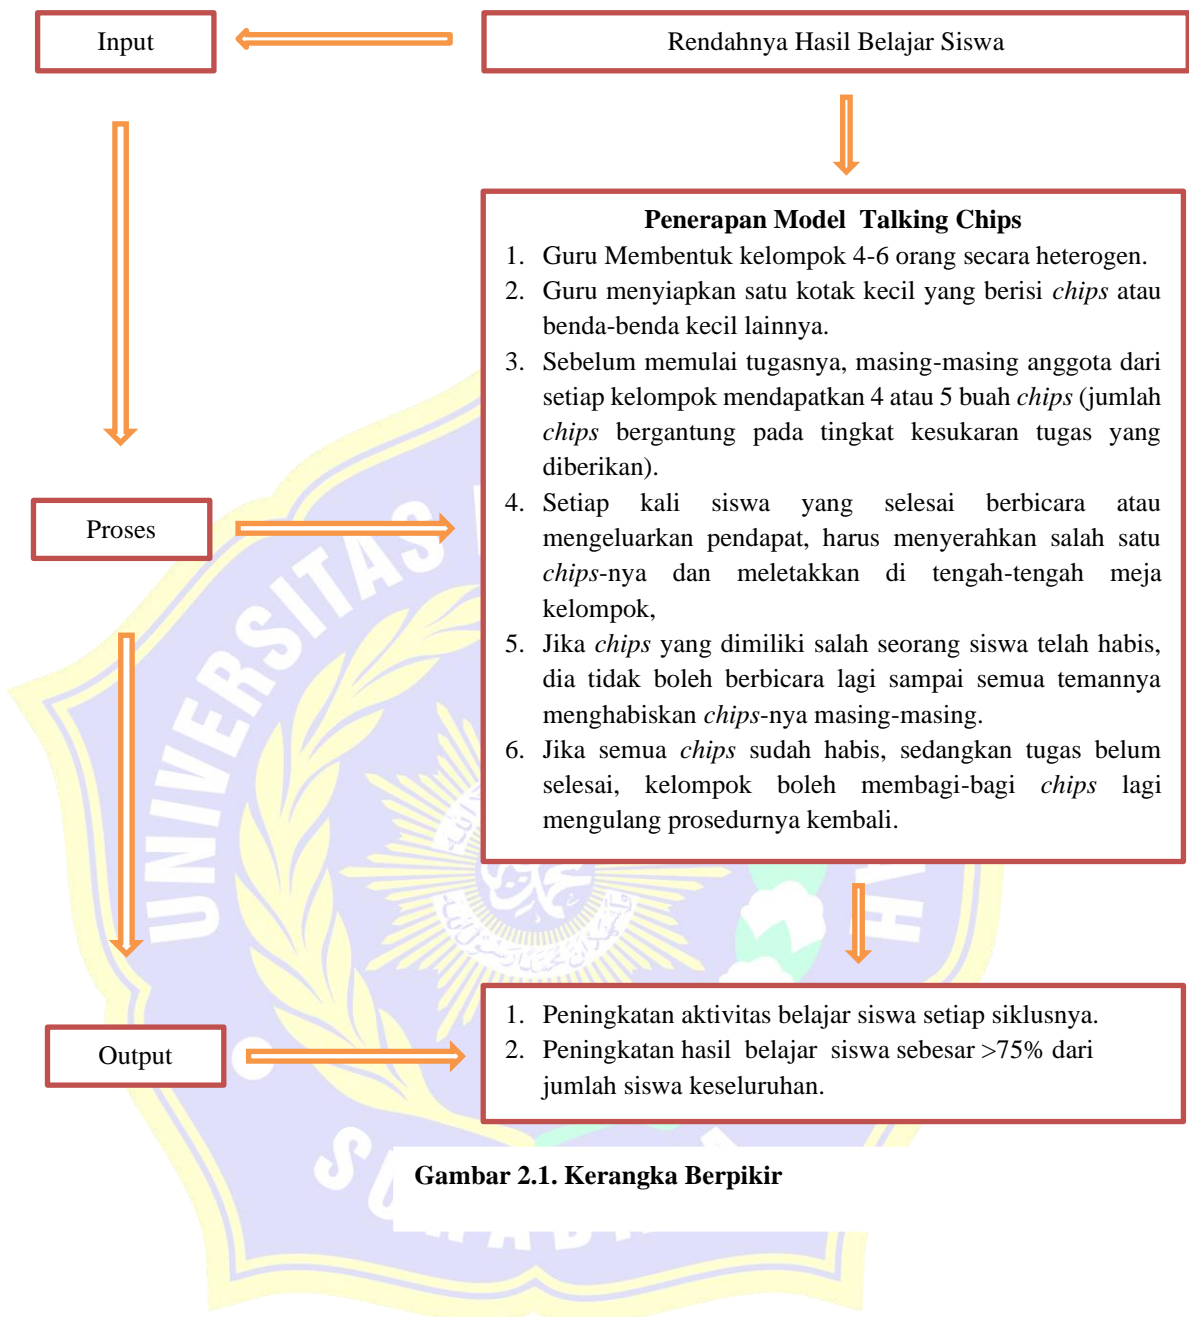 Input
Rendahnya Hasil Belajar Siswa
Penerapan Model Talking Chips
1. Guru Membentuk kelompok 4-6 orang secara heterogen.
2. Guru menyiapkan satu kotak kecil yang berisi chips atau
benda-benda kecil lainnya.
3. Sebelum memulai tugasnya, masing-masing anggota dari
setiap kelompok mendapatkan 4 atau 5 buah chips (jumlah
chips bergantung pada tingkat kesukaran tugas yang
diberikan).
4. Setiap kali siswa yang selesai berbicara atau
mengeluarkan pendapat, harus menyerahkan salah satu
chips-nya dan meletakkan di tengah-tengah meja
kelompok,
5. Jika chips yang dimiliki salah seorang siswa telah habis,
dia tidak boleh berbicara lagi sampai semua temannya
menghabiskan chips-nya masing-masing.
6. Jika semua chips sudah habis, sedangkan tugas belum
selesai, kelompok boleh membagi-bagi chips lagi
mengulang prosedurnya kembali.
Proses
Output
1. Peningkatan aktivitas belajar siswa setiap siklusnya.
2. Peningkatan hasil belajar siswa sebesar >75% dari
jumlah siswa keseluruhan.
Gambar 2.1. Kerangka Berpikir
UNIVERSITAS